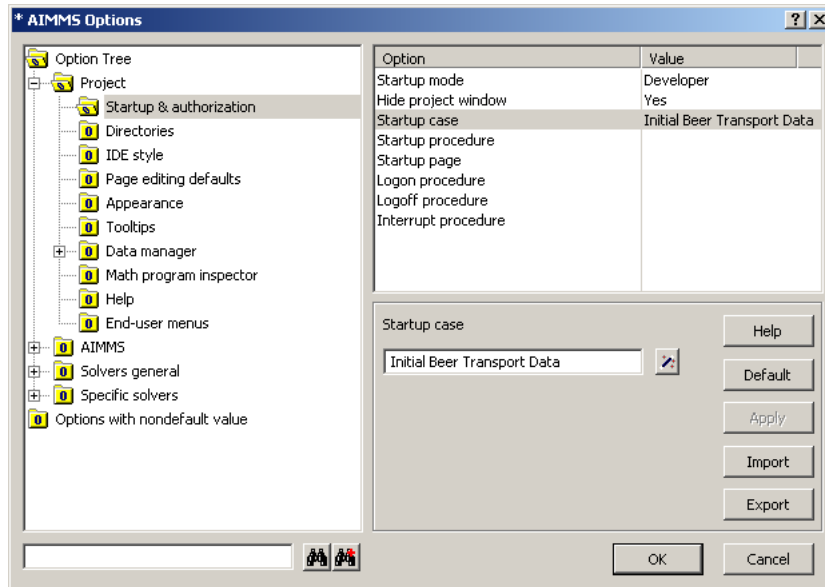 * AIMMS Options
Option Tree
Project
Startup & authorization
Directories
IDE style
Page editing defaults
Appearance
Tooltips
Data manager
Math program inspector
Help
End-user menus
AIMMS
Solvers general
Specific solvers
Options with nondefault value
Option Value
Startup mode Developer
Hide project window Yes
Startup case Initial Beer Transport Data
Startup procedure
Startup page
Logon procedure
Logoff procedure
Interrupt procedure
Startup case
Initial Beer Transport Data
Help
Default
Apply
Import
Export
OK Cancel